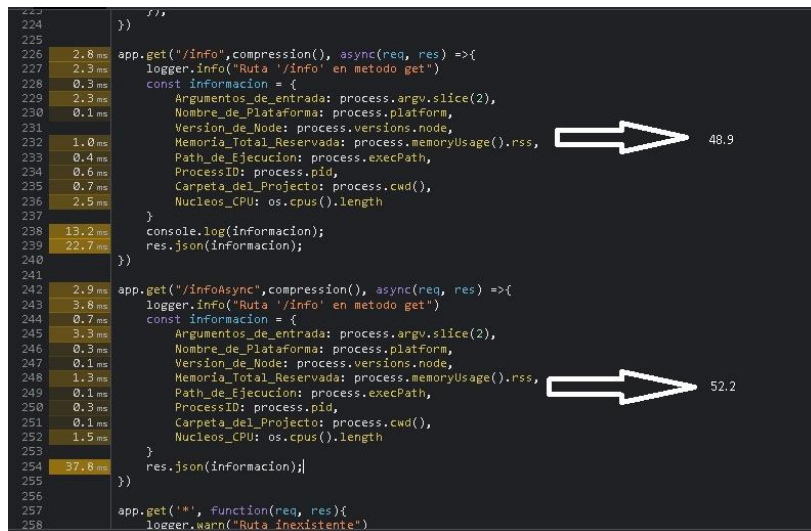 223 }),
224 })
225
226 2.8 ms app.get("/info",compression(), async(req, res) =>{
227 2.3 ms logger.info("Ruta '/info' en metodo get")
228 0.3 ms const informacion = {
229 2.3 ms Argumentos_de_entrada: process.argv.slice(2),
230 0.1 ms Nombre_de_Plataforma: process.platform,
231 Version_de_Node: process.versions.node,
232 1.0 ms Memoria_Total_Reservada: process.memoryUsage().rss, 48.9
233 0.4 ms Path_de_Ejecucion: process.execPath,
234 0.6 ms ProcessID: process.pid,
235 0.7 ms Carpeta_del_Projecto: process.cwd(),
236 2.5 ms Nucleos_CPU: os.cpus().length
237 }
238 13.2 ms console.log(informacion);
239 22.7 ms res.json(informacion);
240 })
241
242 2.9 ms app.get("/infoAsync",compression(), async(req, res) =>{
243 3.8 ms logger.info("Ruta '/info' en metodo get")
244 0.7 ms const informacion = {
245 3.3 ms Argumentos_de_entrada: process.argv.slice(2),
246 0.3 ms Nombre_de_Plataforma: process.platform,
247 0.1 ms Version_de_Node: process.versions.node,
248 1.3 ms Memoria_Total_Reservada: process.memoryUsage().rss, 52.2
249 0.1 ms Path_de_Ejecucion: process.execPath,
250 0.3 ms ProcessID: process.pid,
251 0.1 ms Carpeta_del_Projecto: process.cwd(),
252 1.5 ms Nucleos_CPU: os.cpus().length
253 }
254 37.8 ms res.json(informacion);
255 })
256
257 app.get('*', function(req, res){
258 logger.warn("Ruta inexistente")